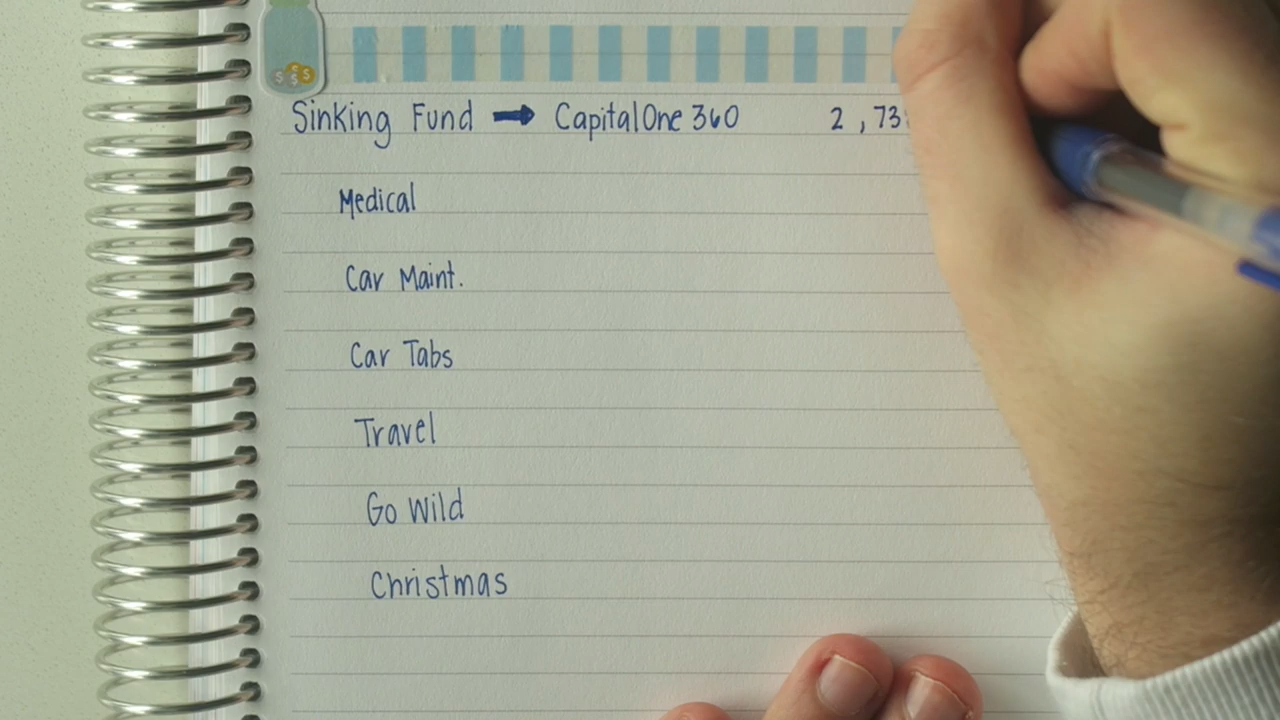 $ $ $
Sinking Fund → CapitalOne 360 2,73
Medical
Car Maint.
Car Tabs
Travel
Go Wild
Christmas